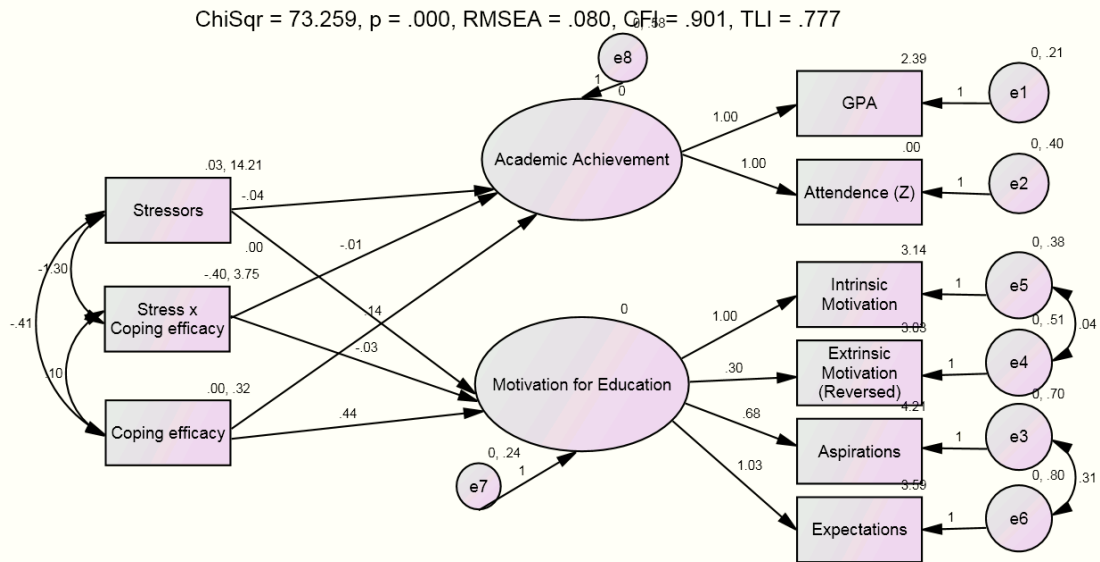 ChiSqr = 73.259, p = .000, RMSEA = .080, CFI = .901, TLI = .777
0, .58
e8
1
0
Academic Achievement
2.39
GPA
1.00
1
0, .21
e1
.00
Attendence (Z)
1.00
1
0, .40
e2
.03, 14.21
Stressors
-.04
.00
-1.30
-.40, 3.75
Stress x
Coping efficacy
-.01
-.03
-.41
.10
.00, .32
Coping efficacy
.14
.44
0
Motivation for Education
0, .24
e7
1
3.14
Intrinsic
Motivation
1.00
1
0, .38
e5
.04
3.03
Extrinsic
Motivation
(Reversed)
.30
1
0, .51
e4
4.21
Aspirations
.68
1
0, .70
e3
.31
3.59
Expectations
1.03
1
0, .80
e6